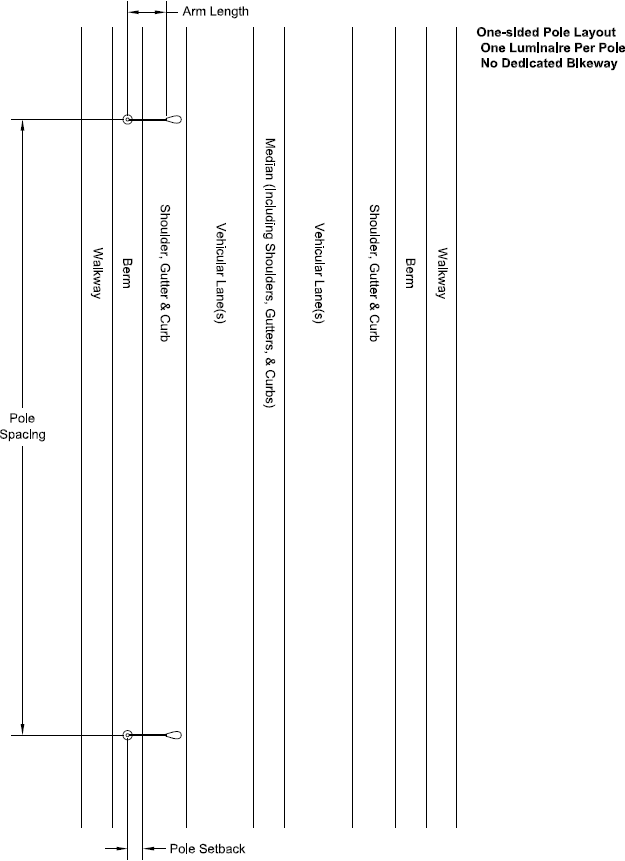 Arm Length
One-sided Pole Layout
One Luminaire Per Pole
No Dedicated Bikeway
Walkway
Berm
Shoulder, Gutter & Curb
Vehicular Lane(s)
Median (Including Shoulders, Gutters, & Curbs)
Vehicular Lane(s)
Shoulder, Gutter & Curb
Berm
Walkway
Pole
Spacing
Pole Setback